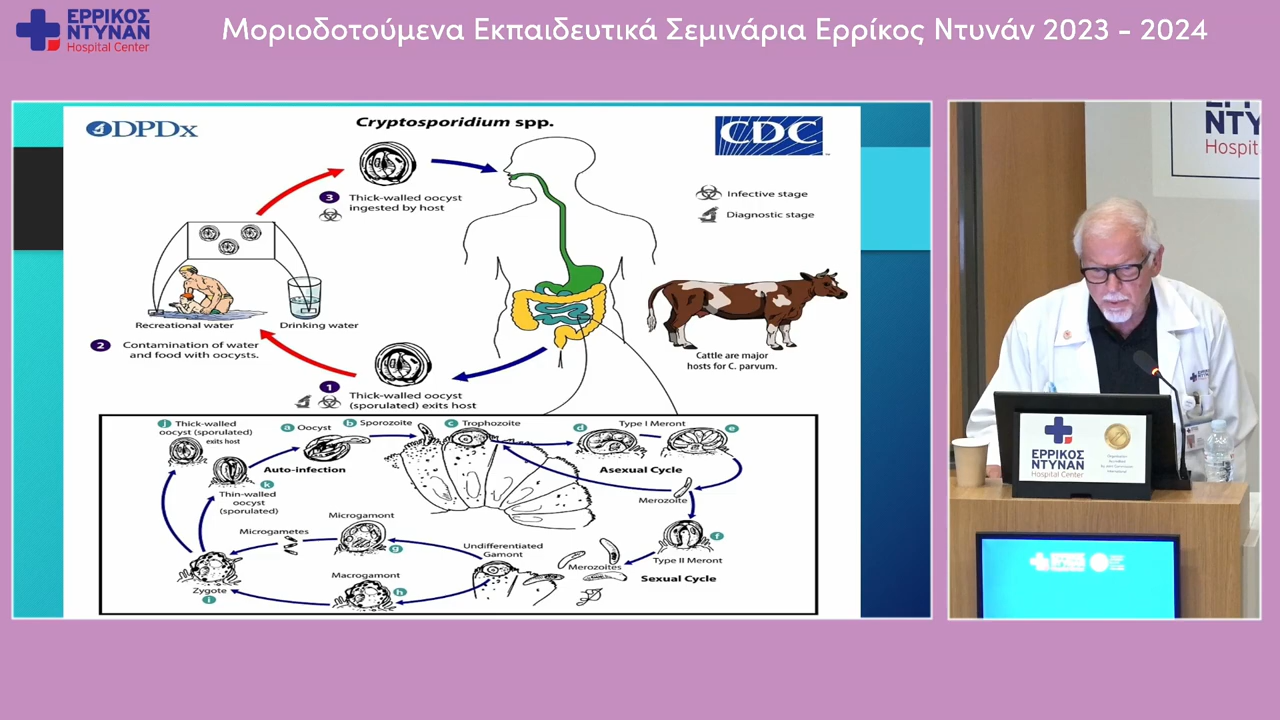 ΕΡΡΙΚΟΣ
ΝΤΥΝΑΝ
Hospital Center
Μοριοδοτούμενα Εκπαιδευτικά Σεμινάρια Ερρίκος Ντυνάν 2023 - 2024
DPDx
Cryptosporidium spp.
CDC
3
Thick-walled oocyst
ingested by host
Infective stage
Diagnostic stage
Recreational water
Drinking water
2
Contamination of water
and food with oocysts.
Cattle are major
hosts for C. parvum.
1
Thick-walled oocyst
(sporulated) exits host
j Thick-walled
oocyst (sporulated)
exits host
a Oocyst
b Sporozoite
c Trophozoite
d
Type I Meront
e
Auto-infection
Asexual Cycle
k
Thin-walled
oocyst
(sporulated)
Merozoite
Microgametes
Microgamont
g
Undifferentiated
Gamont
f
Type II Meront
Merozoites
Sexual Cycle
Macrogamont
h
Zygote
i
ΝΤΥ
Hospit
ΕΡΡΙΚΟΣ
ΝΤΥΝΑΝ
Hospital Center